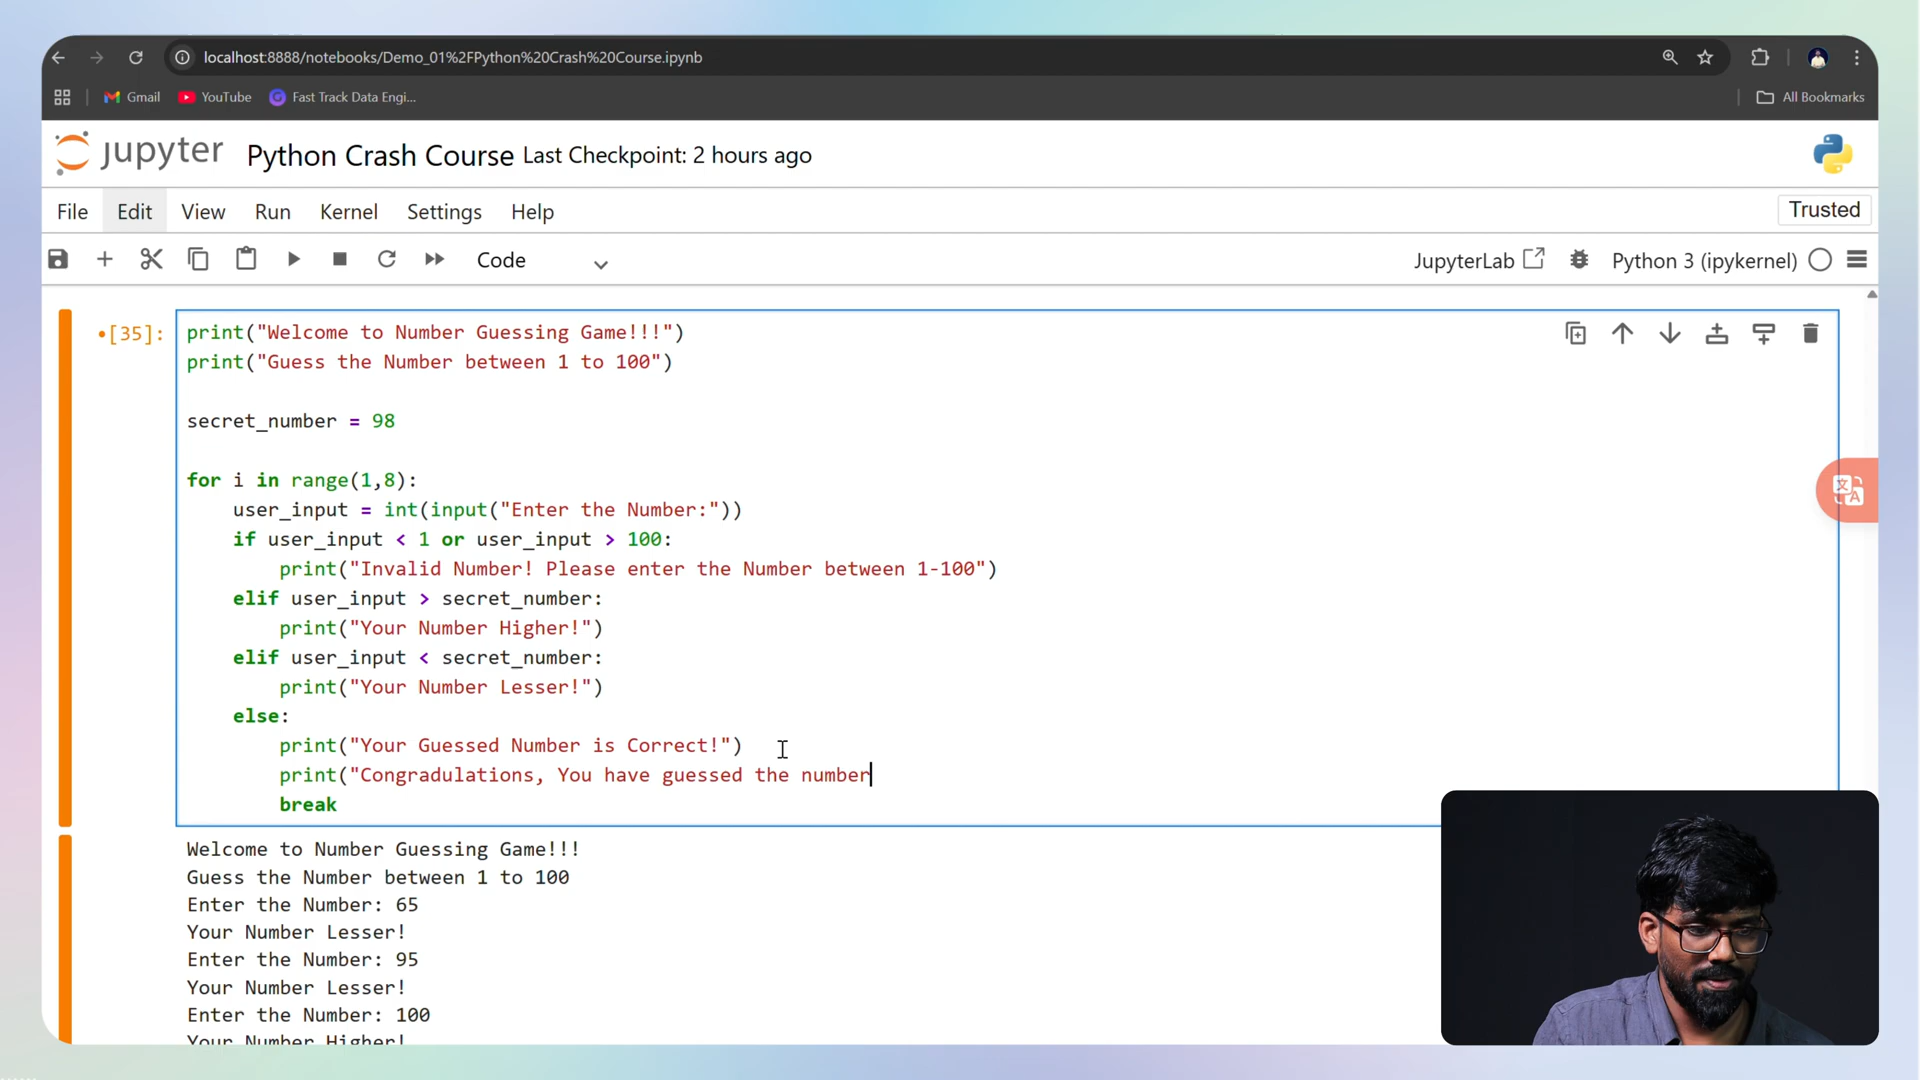 localhost:8888/notebooks/Demo_01%2FPython%20Crash%20Course.ipynb
Gmail YouTube Fast Track Data Engi... All Bookmarks
jupyter Python Crash Course Last Checkpoint: 2 hours ago
File Edit View Run Kernel Settings Help Trusted
Code JupyterLab Python 3 (ipykernel)
•[35]:
print("Welcome to Number Guessing Game!!!")
print("Guess the Number between 1 to 100")
secret_number = 98
for i in range(1,8):
    user_input = int(input("Enter the Number:"))
    if user_input < 1 or user_input > 100:
        print("Invalid Number! Please enter the Number between 1-100")
    elif user_input > secret_number:
        print("Your Number Higher!")
    elif user_input < secret_number:
        print("Your Number Lesser!")
    else:
        print("Your Guessed Number is Correct!")
        print("Congradulations, You have guessed the number
        break
Welcome to Number Guessing Game!!!
Guess the Number between 1 to 100
Enter the Number: 65
Your Number Lesser!
Enter the Number: 95
Your Number Lesser!
Enter the Number: 100
Your Number Higher!